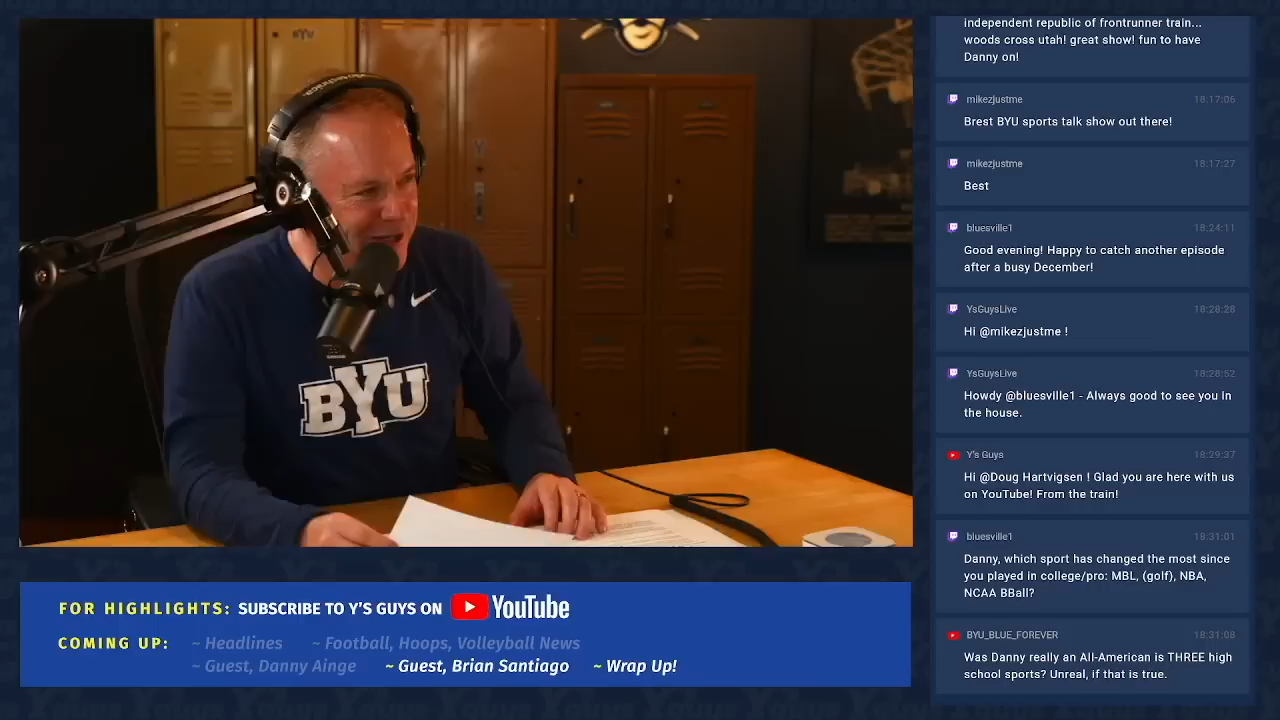 BYU
FOR HIGHLIGHTS: SUBSCRIBE TO Y'S GUYS ON YouTube
COMING UP: ~ Headlines ~ Football, Hoops, Volleyball News
~ Guest, Danny Ainge ~ Guest, Brian Santiago ~ Wrap Up!
independent republic of frontrunner train...
woods cross utah! great show! fun to have
Danny on!
mikezjustme 18:17:06
Brest BYU sports talk show out there!
mikezjustme 18:17:27
Best
bluesville1 18:24:11
Good evening! Happy to catch another episode
after a busy December!
YsGuysLive 18:28:28
Hi @mikezjustme !
YsGuysLive 18:28:52
Howdy @bluesville1 - Always good to see you in
the house.
Y's Guys 18:29:37
Hi @Doug Hartvigsen ! Glad you are here with us
on YouTube! From the train!
bluesville1 18:31:01
Danny, which sport has changed the most since
you played in college/pro: MBL, (golf), NBA,
NCAA BBall?
BYU_BLUE_FOREVER 18:31:08
Was Danny really an All-American is THREE high
school sports? Unreal, if that is true.